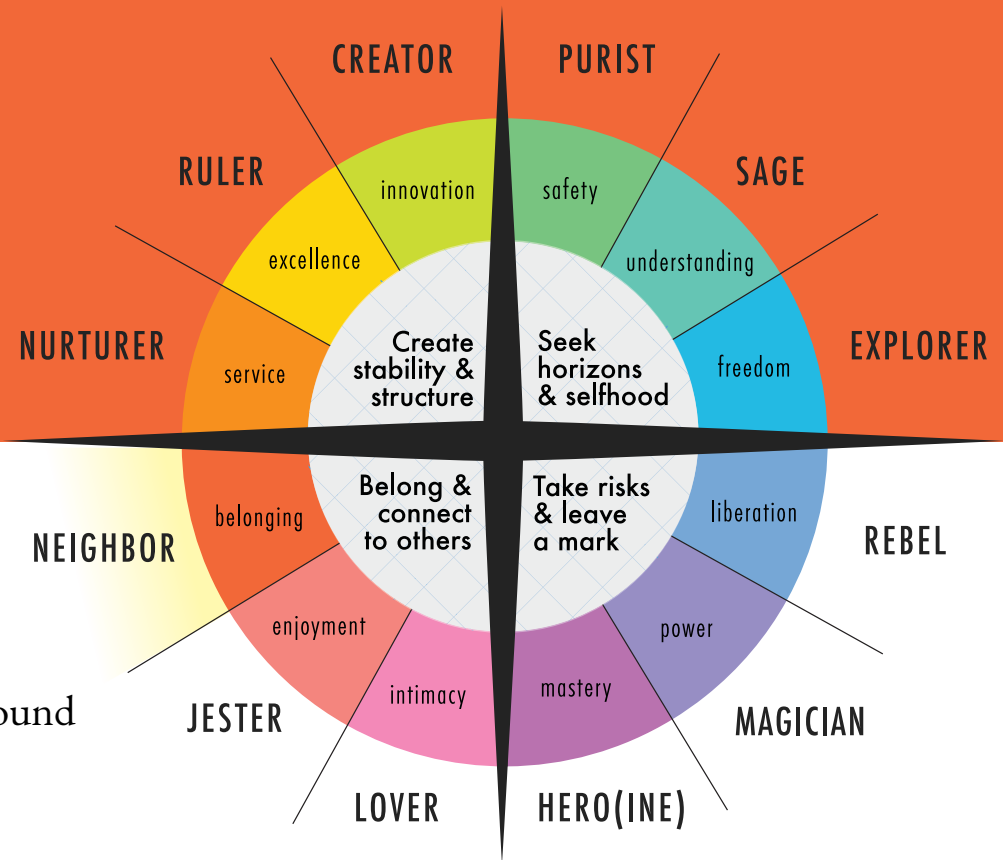 CREATOR
PURIST
RULER
SAGE
innovation
safety
excellence
understanding
NURTURER
EXPLORER
service
freedom
Create
stability &
structure
Seek
horizons
& selfhood
Belong &
connect
to others
Take risks
& leave
a mark
belonging
liberation
NEIGHBOR
REBEL
enjoyment
power
intimacy
mastery
JESTER
MAGICIAN
LOVER
HERO(INE)